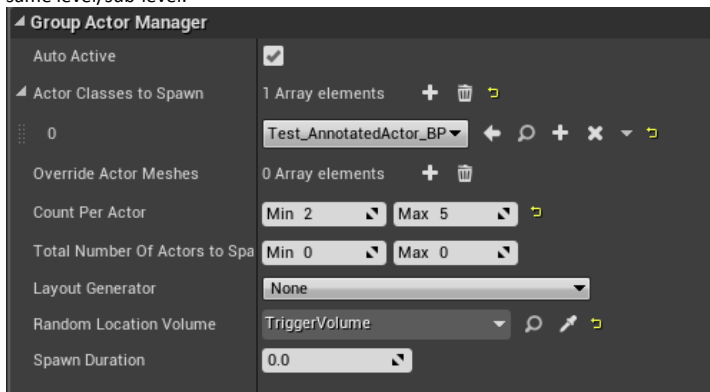 same level/sub-level.
Group Actor Manager
Auto Active
Actor Classes to Spawn 1 Array elements
0 Test_AnnotatedActor_BP
Override Actor Meshes 0 Array elements
Count Per Actor Min 2 Max 5
Total Number Of Actors to Spa Min 0 Max 0
Layout Generator None
Random Location Volume TriggerVolume
Spawn Duration 0.0